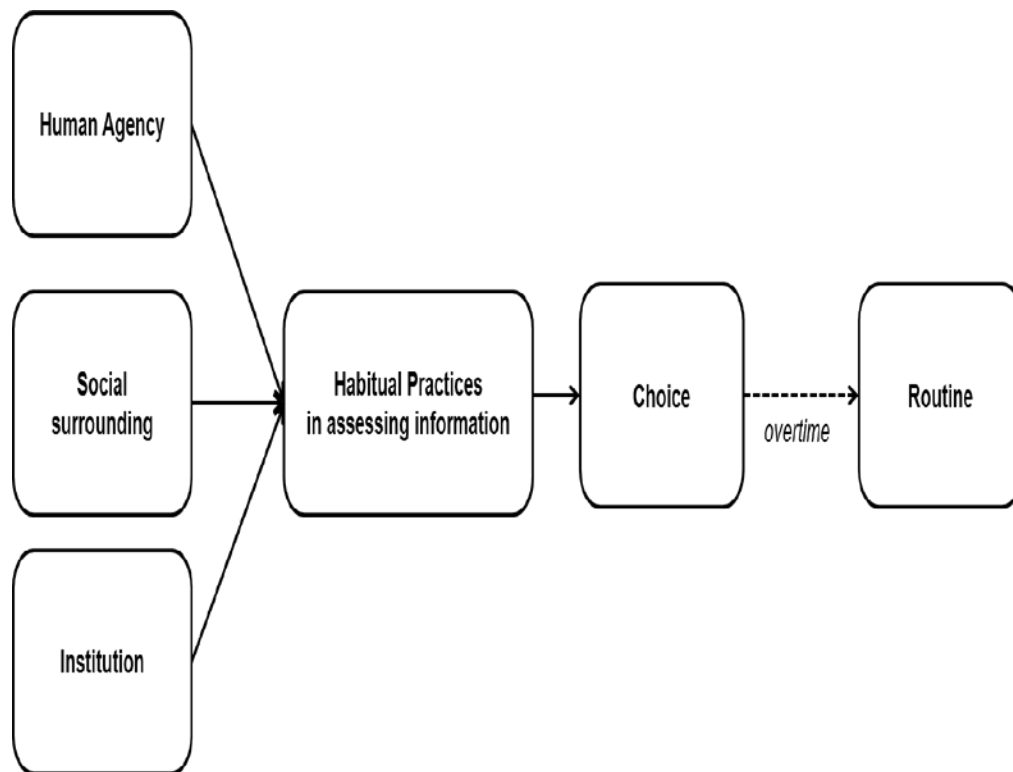 Human Agency
Social
surrounding
Institution
Habitual Practices
in assessing information
Choice
overtime
Routine